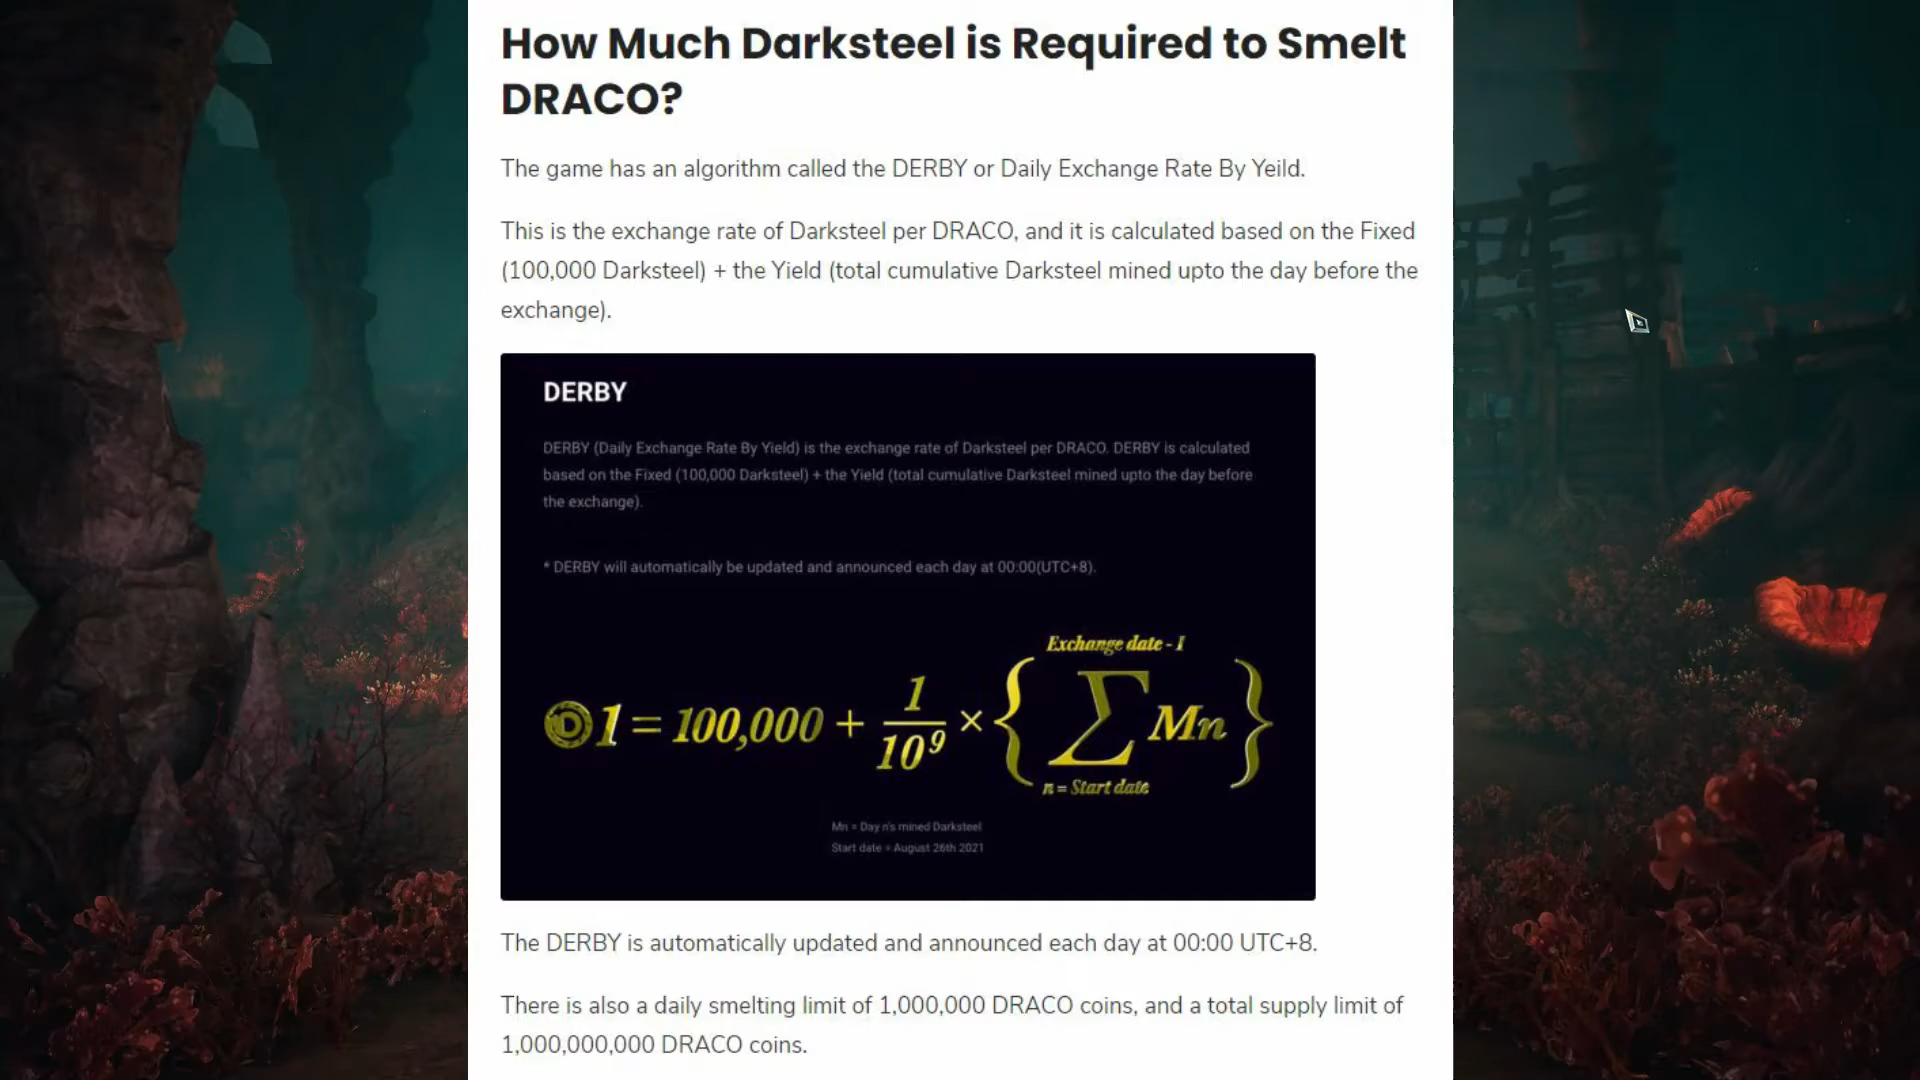 How Much Darksteel is Required to Smelt
DRACO?
The game has an algorithm called the DERBY or Daily Exchange Rate By Yeild.
This is the exchange rate of Darksteel per DRACO, and it is calculated based on the Fixed
(100,000 Darksteel) + the Yield (total cumulative Darksteel mined upto the day before the
exchange).
DERBY
DERBY (Daily Exchange Rate By Yield) is the exchange rate of Darksteel per DRACO. DERBY is calculated
based on the Fixed (100,000 Darksteel) + the Yield (total cumulative Darksteel mined upto the day before
the exchange).
* DERBY will automatically be updated and announced each day at 00:00(UTC+8).
Exchange date - 1
D 1 = 100,000 + 1/10⁹ × { Σ Mn }
n = Start date
Mn = Day n's mined Darksteel
Start date = August 26th 2021
The DERBY is automatically updated and announced each day at 00:00 UTC+8.
There is also a daily smelting limit of 1,000,000 DRACO coins, and a total supply limit of
1,000,000,000 DRACO coins.